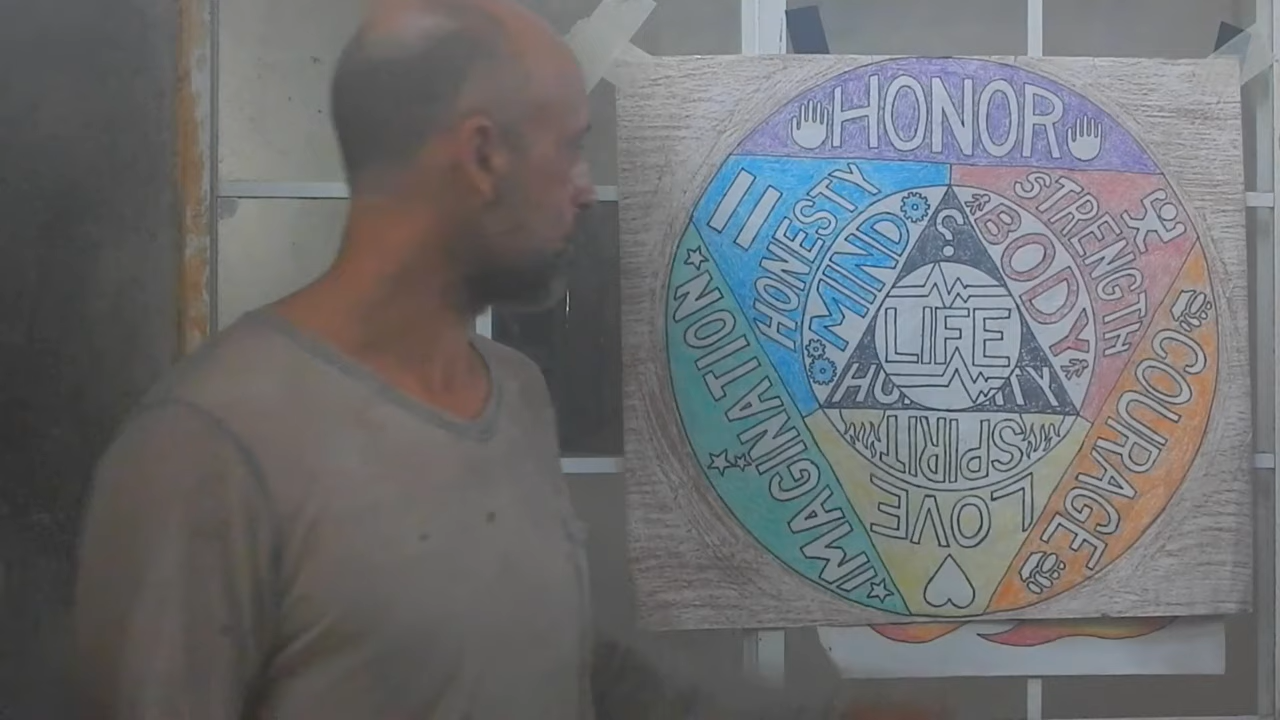 HONOR
HONESTY
STRENGTH
MIND
BODY
?
LIFE
IMAGINATION
COURAGE
SPIRIT
LOVE